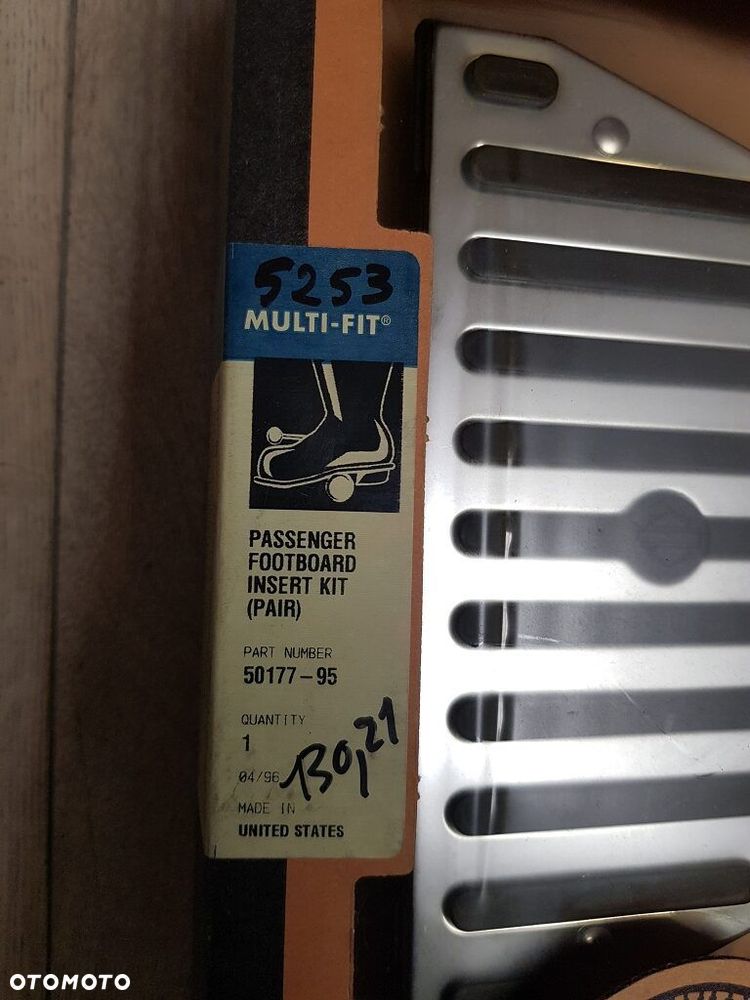 5253
MULTI-FIT®
PASSENGER
FOOTBOARD
INSERT KIT
(PAIR)
PART NUMBER
50177-95
QUANTITY
1
130,21
04/96
MADE IN
UNITED STATES
OTOMOTO